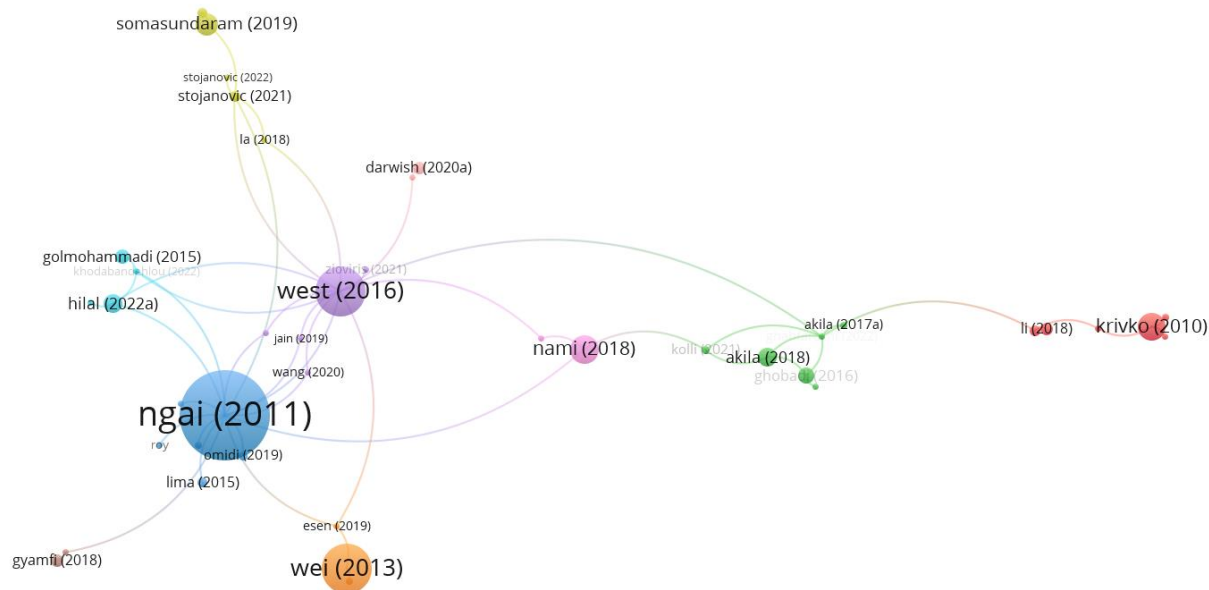 somasundaram (2019)
stojanovic (2022)
stojanovic (2021)
la (2018)
darwish (2020a)
golmohammadi (2015)
zioviris (2021)
khodabandehlou (2022)
west (2016)
hilal (2022a)
akila (2017a)
li (2018)
krivko (2010)
jain (2019)
nami (2018)
kolli (2021)
akila (2018)
wang (2020)
ghobadi (2016)
ngai (2011)
roy
omidi (2019)
lima (2015)
esen (2019)
gyamfi (2018)
wei (2013)